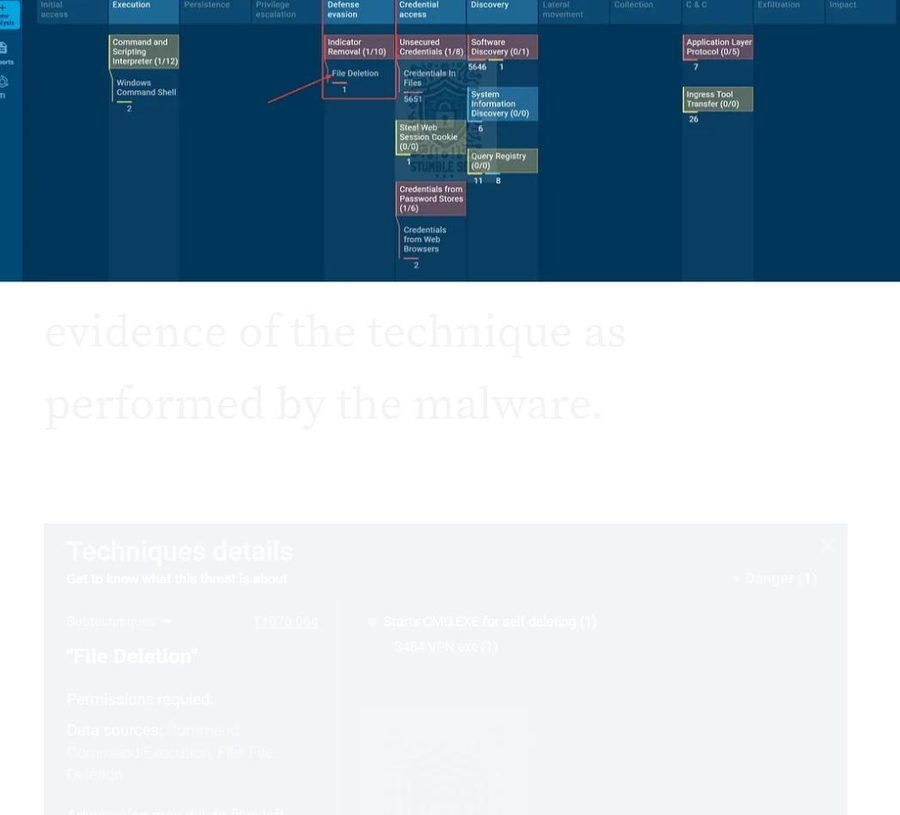 Initial
access
Execution
Persistence
Privilege
escalation
Defense
evasion
Credential
access
Discovery
Lateral
movement
Collection
C & C
Exfiltration
Impact
Command and
Scripting
Interpreter (1/12)
Windows
Command Shell
2
Indicator
Removal (1/10)
File Deletion
1
Unsecured
Credentials (1/8)
Credentials In
Files
5651
Steal Web
Session Cookie
(0/0)
1
Credentials from
Password Stores
(1/6)
Credentials
from Web
Browsers
2
Software
Discovery (0/1)
5646 1
System
Information
Discovery (0/0)
6
Query Registry
(0/0)
11 8
Application Layer
Protocol (0/5)
7
Ingress Tool
Transfer (0/0)
26
evidence of the technique as
performed by the malware.
Techniques details
Get to know what this threat is about
Danger (1)
Subtechniques
T1070.004
Starts CMD.EXE for self-deleting (1)
3484 VPN.exe (1)
"File Deletion"
Permissions requied:
Data sources: Command:
Command Execution, File: File
Deletion